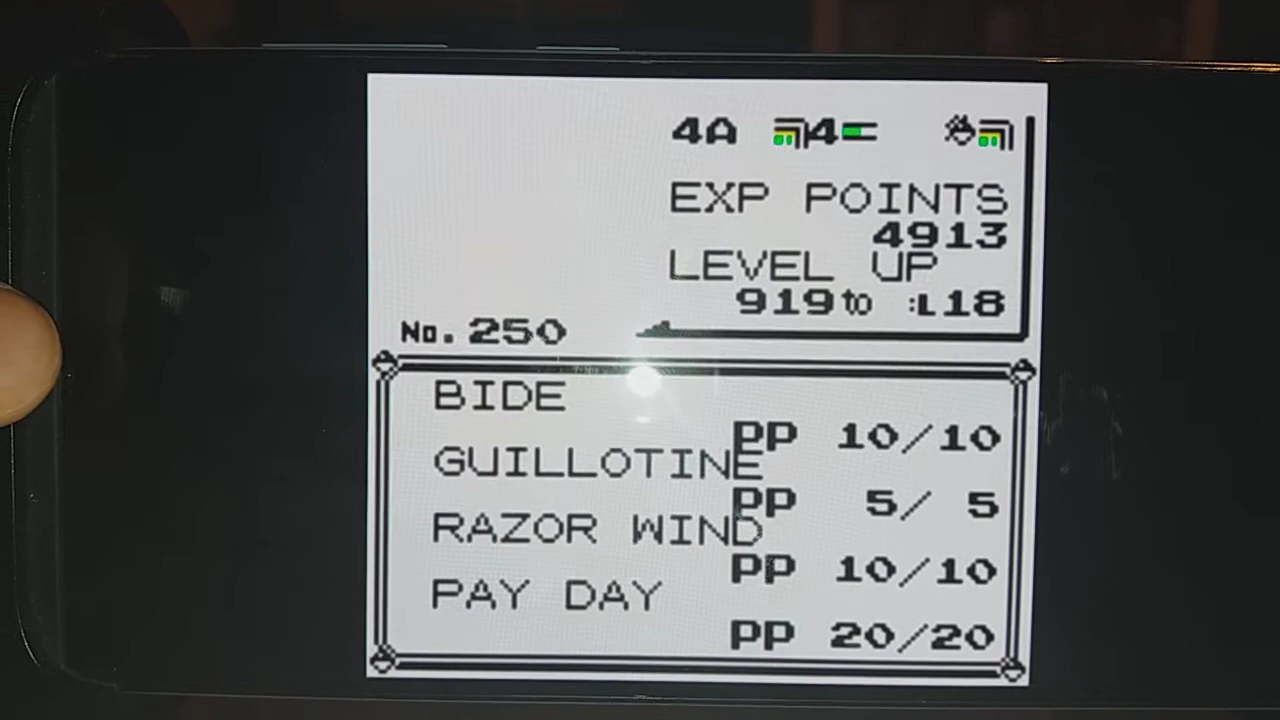 4A 4
EXP POINTS
4913
LEVEL UP
919 to :L18
No. 250
BIDE
PP 10/10
GUILLOTINE
PP 5/ 5
RAZOR WIND
PP 10/10
PAY DAY
PP 20/20